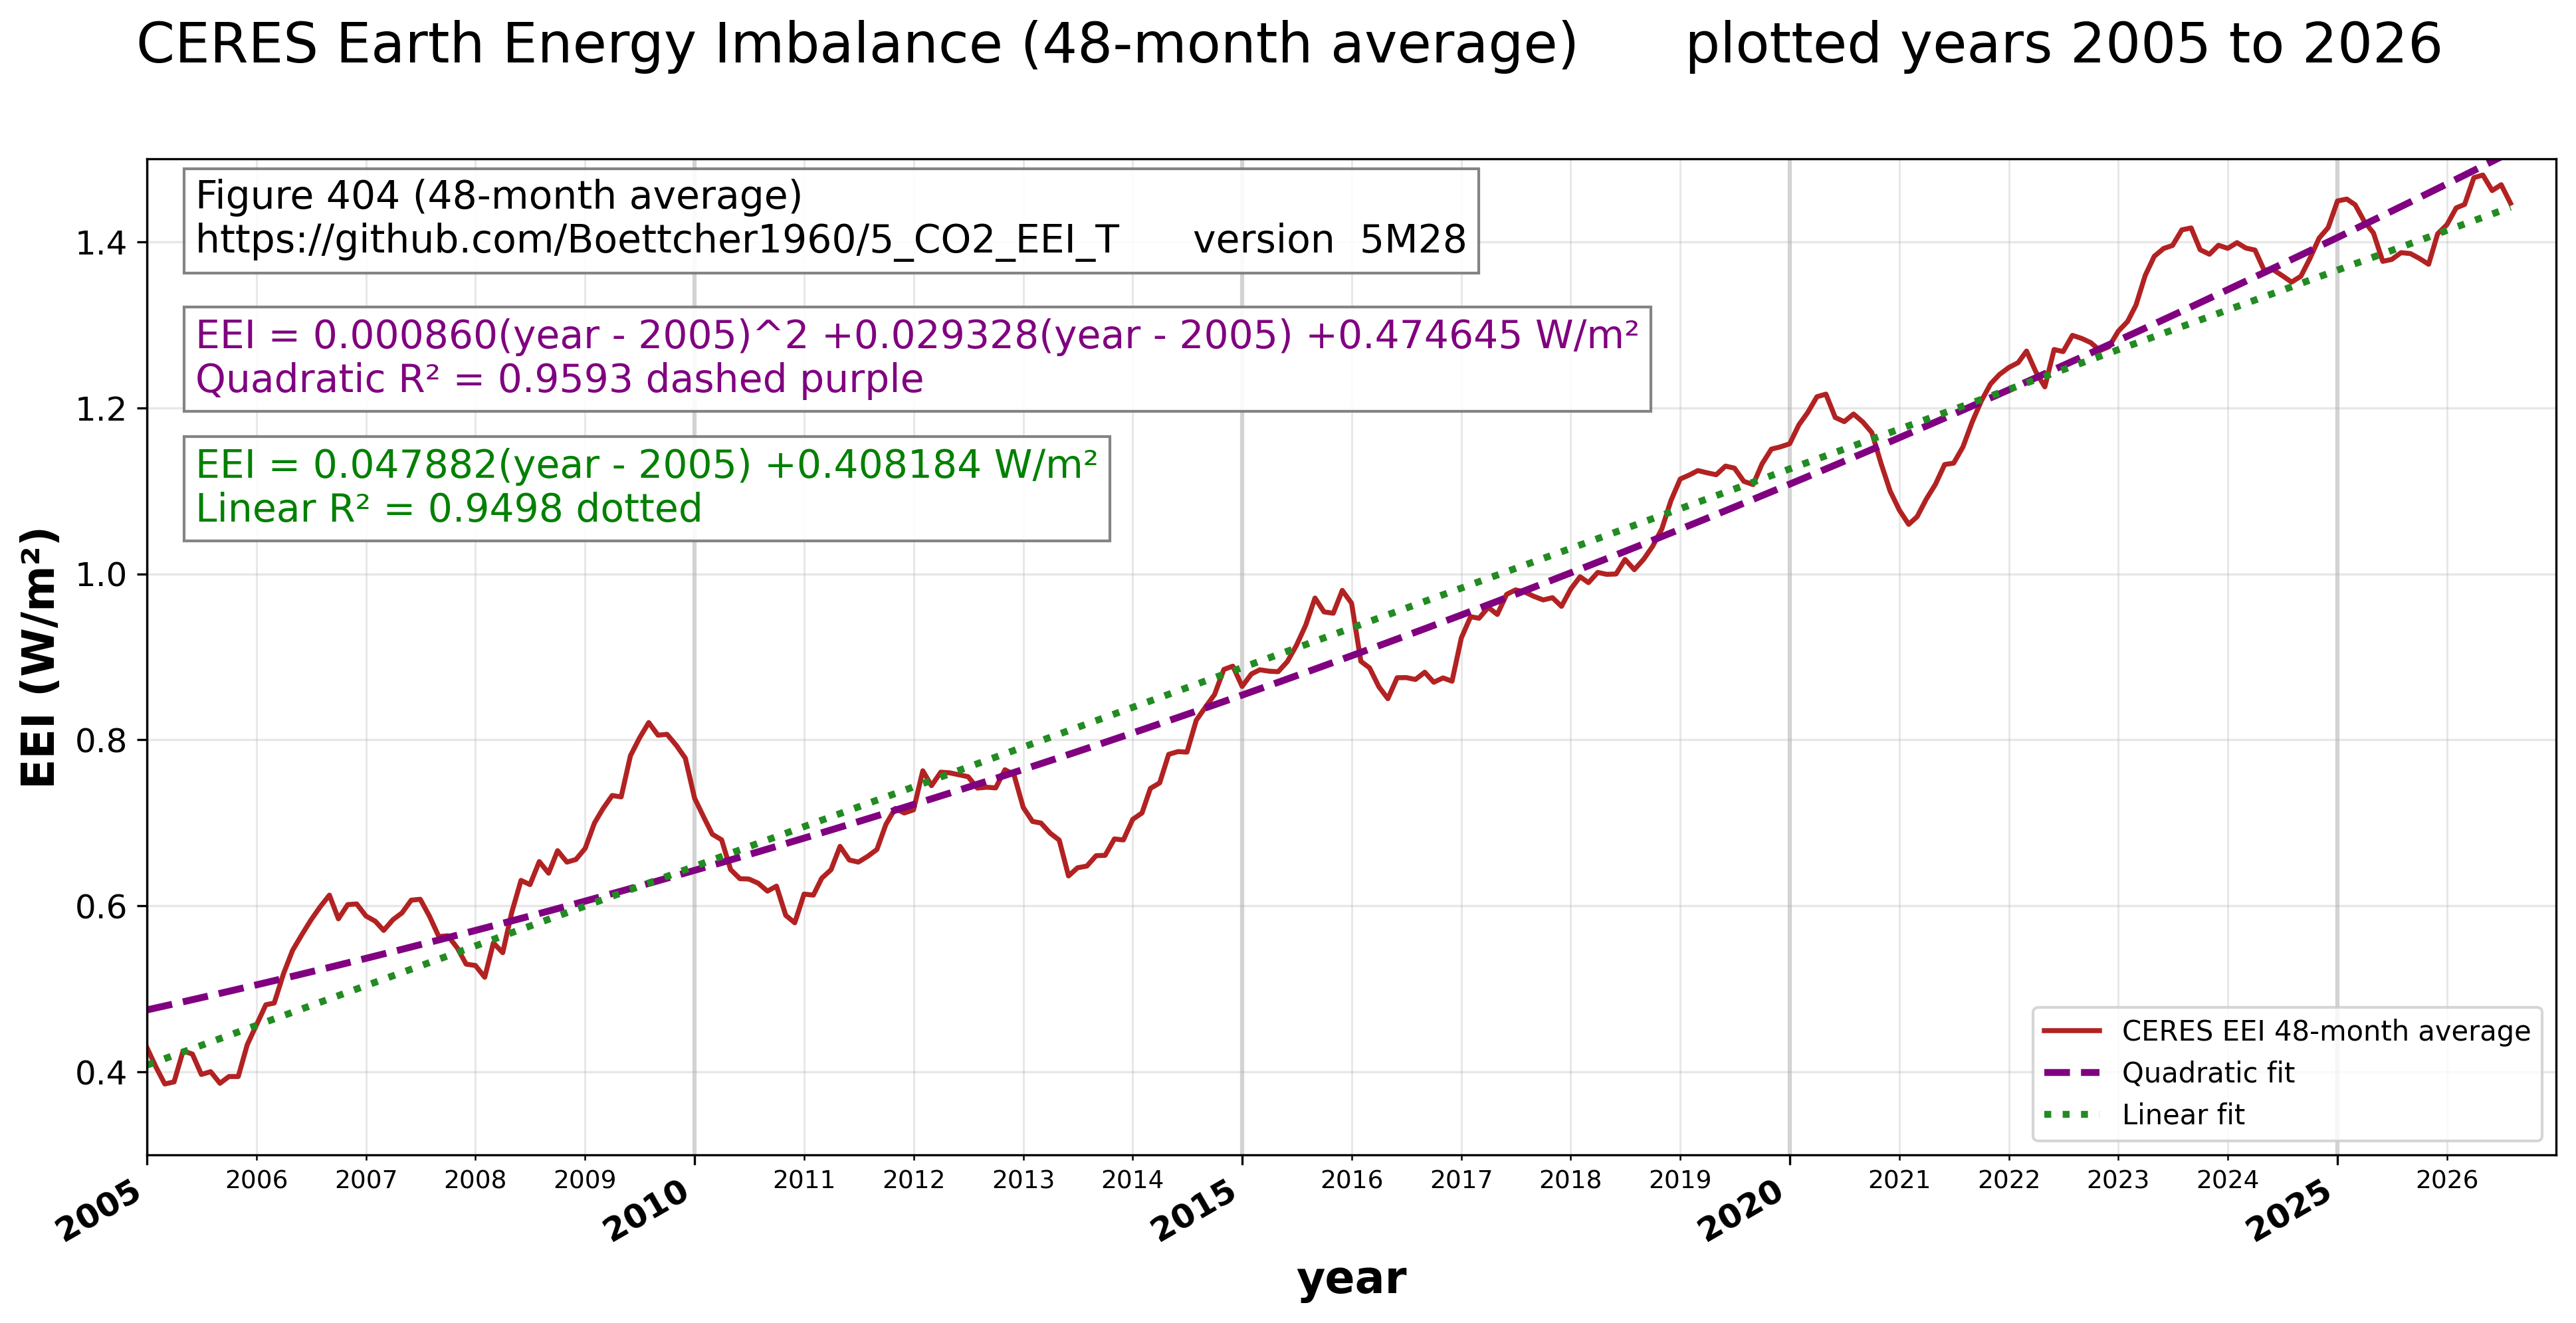 CERES Earth Energy Imbalance (48-month average) plotted years 2005 to 2026
Figure 404 (48-month average)
https://github.com/Boettcher1960/5_CO2_EEI_T version 5M28
EEI = 0.000860(year - 2005)^2 +0.029328(year - 2005) +0.474645 W/m²
Quadratic R² = 0.9593 dashed purple
EEI = 0.047882(year - 2005) +0.408184 W/m²
Linear R² = 0.9498 dotted
EEI (W/m²)
1.4
1.2
1.0
0.8
0.6
0.4
CERES EEI 48-month average
Quadratic fit
Linear fit
2005 2006 2007 2008 2009 2010 2011 2012 2013 2014 2015 2016 2017 2018 2019 2020 2021 2022 2023 2024 2025 2026
year